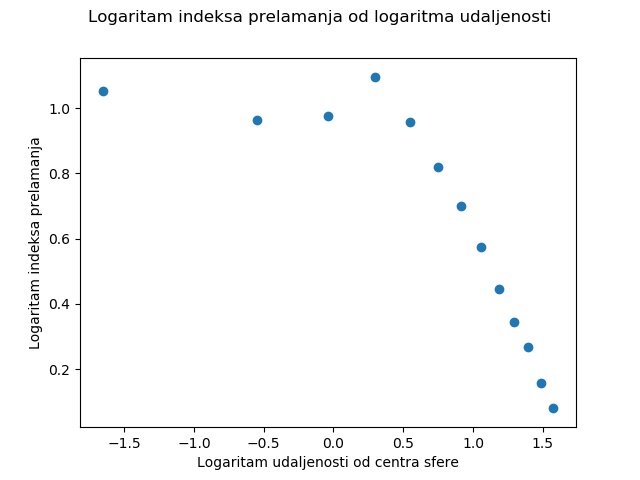 Logaritam indeksa prelamanja od logaritma udaljenosti
Logaritam indeksa prelamanja
1.0
0.8
0.6
0.4
0.2
−1.5 −1.0 −0.5 0.0 0.5 1.0 1.5
Logaritam udaljenosti od centra sfere